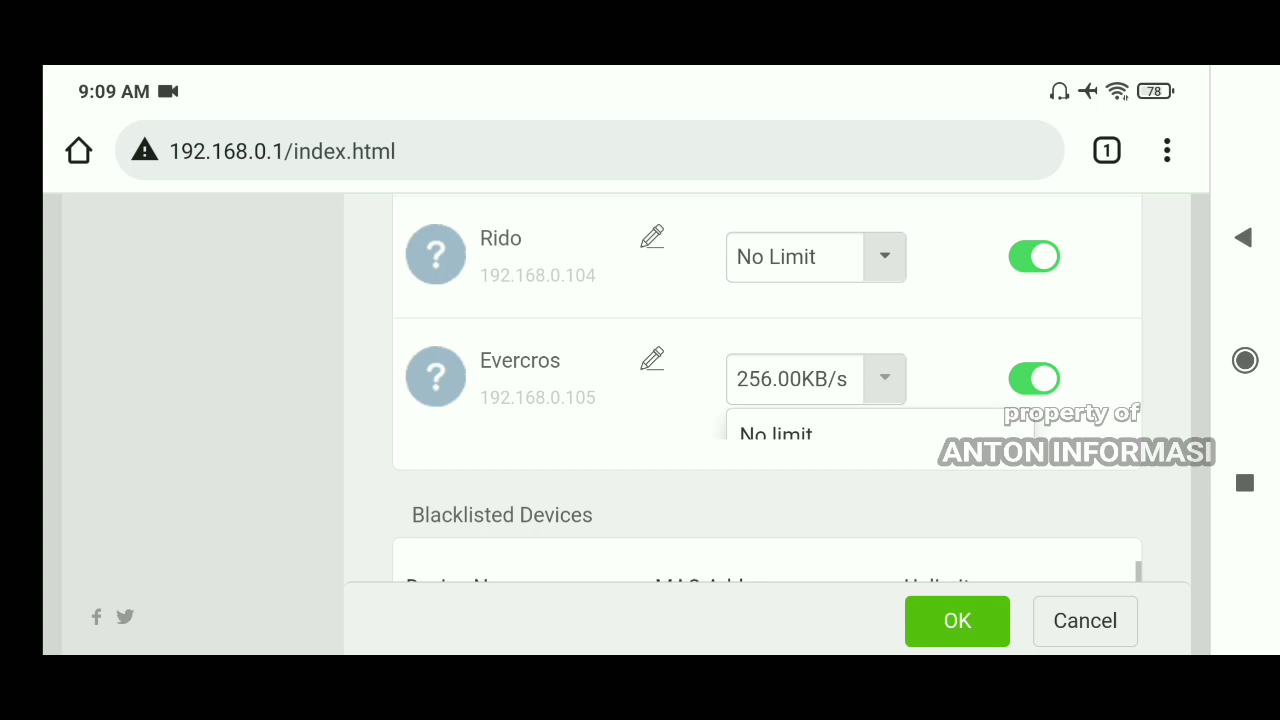 9:09 AM
78
192.168.0.1/index.html
1
Rido
No Limit
192.168.0.104
Evercros
256.00KB/s
192.168.0.105
No limit
property of
ANTON INFORMASI
Blacklisted Devices
OK
Cancel